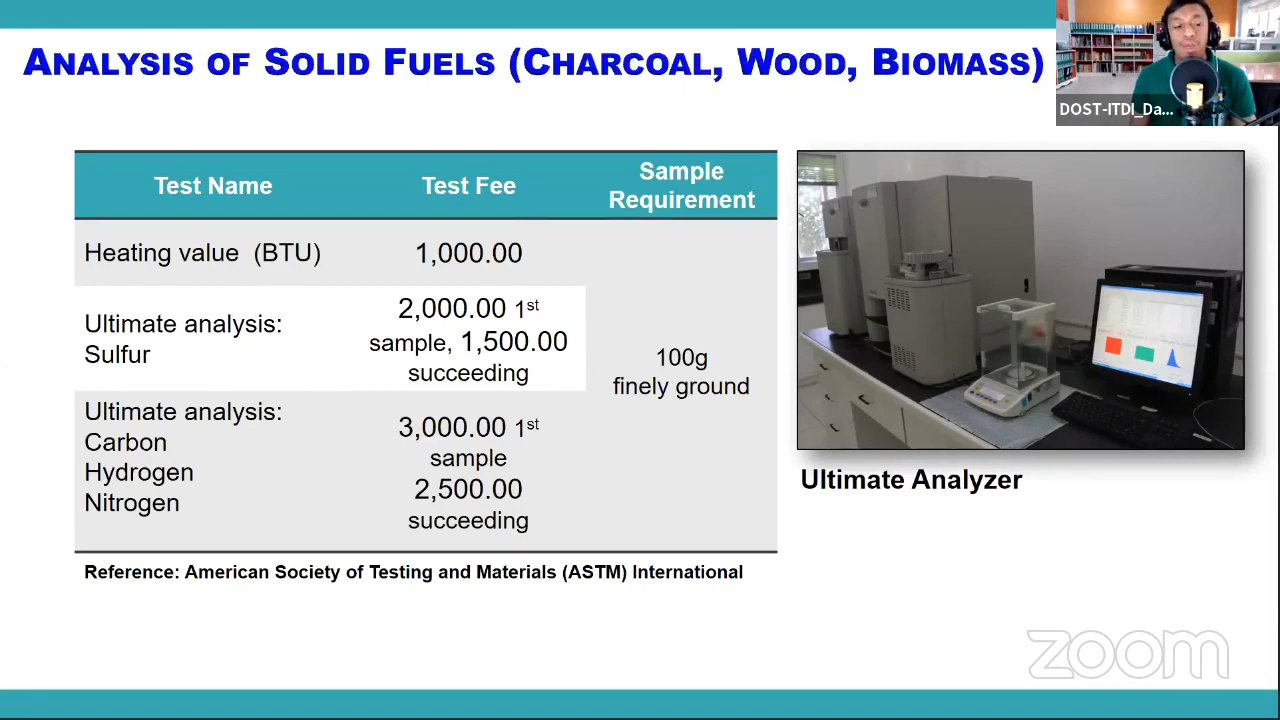 ANALYSIS OF SOLID FUELS (CHARCOAL, WOOD, BIOMASS)
DOST-ITDI_Da...
Test Name
Test Fee
Sample
Requirement
Heating value (BTU)
1,000.00
Ultimate analysis:
Sulfur
2,000.00 1st
sample, 1,500.00
succeeding
100g
finely ground
Ultimate analysis:
Carbon
Hydrogen
Nitrogen
3,000.00 1st
sample
2,500.00
succeeding
Ultimate Analyzer
Reference: American Society of Testing and Materials (ASTM) International
zoom